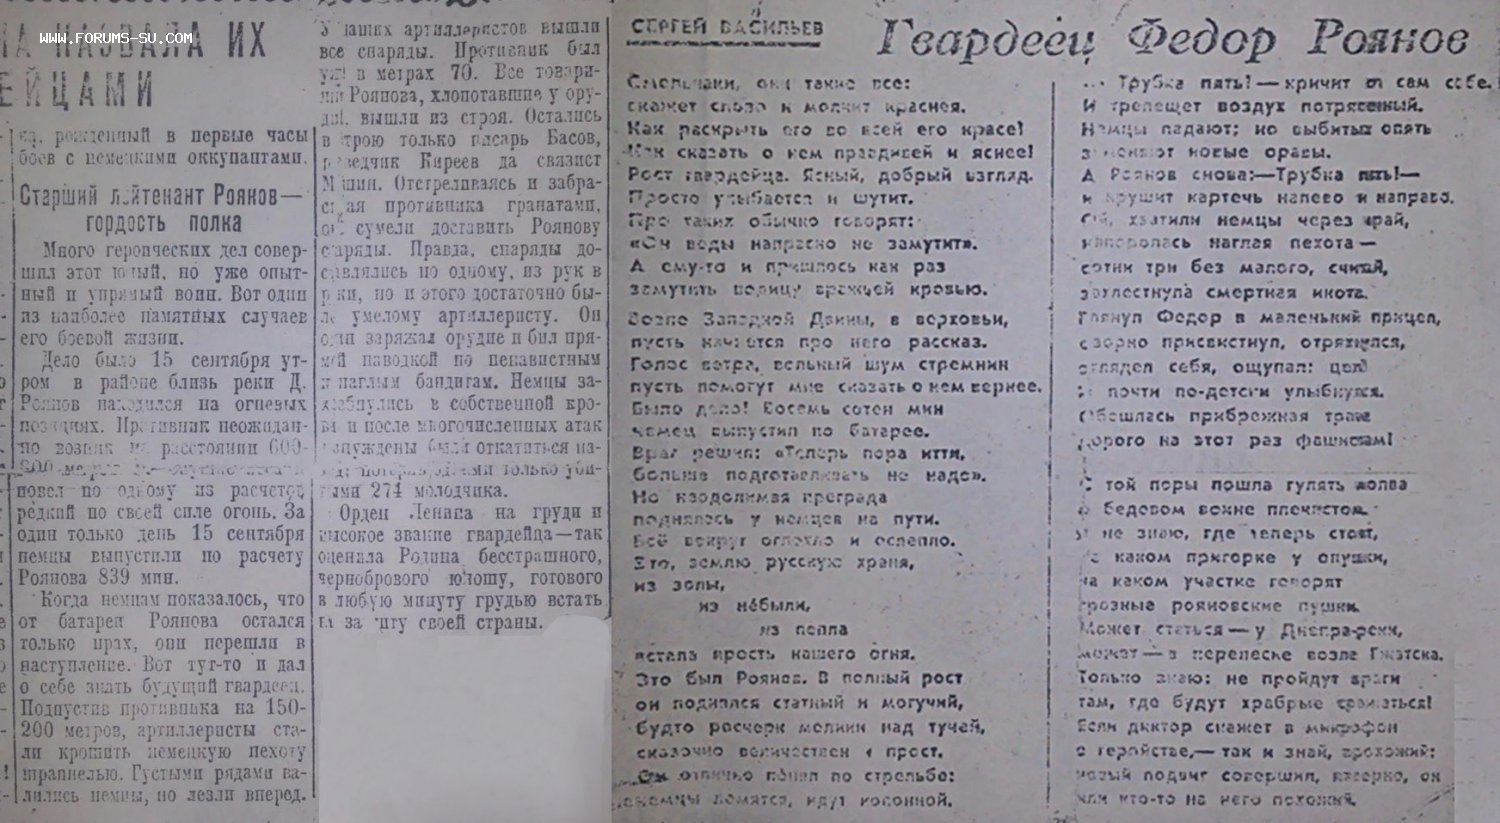 www.FORUMS-SU.com
НА НАЗВАЛА ИХ
ЕЙЦАМИ
рожденный в первые часы
боев с немецкими оккупантами.
Старший лейтенант Роянов —
гордость полка
Много героических дел совер-
шил этот юный, но уже опыт-
ный и упрямый воин. Вот один
из наиболее памятных случаев
его боевой жизни.
Дело было 15 сентября ут-
ром в районе близь реки Д.
Роянов находился на огневых
позициях. Противник неожидан-
но возник на расстоянии 600-
повел по одному из расчетов
редкий по своей силе огонь. За
один только день 15 сентября
немцы выпустили по расчету
Роянова 839 мин.
Когда немцам показалось, что
от батареи Роянова остался
только прах, они перешли в
наступление. Вот тут-то и дал
о себе знать будущий гвардеец.
Подпустив противника на 150-
200 метров, артиллеристы ста-
ли крошить немецкую пехоту
шрапнелью. Густыми рядами ва-
лились немцы, но лезли вперед.
У наших артиллеристов вышли
все снаряды. Противник был
уж в метрах 70. Все товари-
щи Роянова, хлопотавшие у ору-
дий, вышли из строя. Остались
в строю только писарь Басов,
разведчик Киреев да связист
Мишин. Отстреливаясь и забра-
сывая противника гранатами,
они сумели доставить Роянову
снаряды. Правда, снаряды до-
ставлялись по одному, из рук в
руки, но и этого достаточно бы-
ло умелому артиллеристу. Он
один заряжал орудие и бил пря-
мой наводкой по ненавистным
и наглым бандитам. Немцы за-
хлебнулись в собственной кро-
ви и после многочисленных атак
вынуждены были откатиться на-
зад, потеряв одними только уби-
тыми 274 молодчика.
Орден Ленина на груди и
высокое звание гвардейца—так
оценила Родина бесстрашного,
чернобрового юношу, готового
в любую минуту грудью встать
на защиту своей страны.
СЕРГЕЙ ВАСИЛЬЕВ
Гвардеец Федор Роянов
Смельчаки, они такие все:
скажет слово и молчит краснея.
Как раскрыть его во всей его красе!
Как сказать о нем правдивей и яснее!
Рост гвардейца. Ясный, добрый взгляд.
Просто улыбается и шутит.
Про таких обычно говорят:
«Он воды напрасно не замутит».
А ему-то и пришлось как раз
замутить водицу вражьей кровью.
Возле Западной Двины, в верховьи,
пусть начнется про него рассказ.
Голос ветра, вольный шум стремнин
пусть помогут мне сказать о нем вернее.
Было дело! Восемь сотен мин
немец выпустил по батарее.
Враг решил: «Теперь пора итти,
больше подготавливать не надо».
Но неодолимая преграда
поднялась у немцев на пути.
Всё вокруг оглохло и ослепло.
Это, землю русскую храня,
из золы,
из небыли,
из пепла
встала ярость нашего огня.
Это был Роянов. В полный рост
он поднялся статный и могучий,
будто росчерк молнии над тучей,
сказочно величествен и прост.
Он отлично понял по стрельбе:
немцы ломятся, идут колонной.
— Трубка пять! — кричит он сам себе.
И трепещет воздух потрясенный.
Немцы падают; но выбитых опять
заменяют новые оравы.
А Роянов снова:—Трубка пять!—
и крушит картечь налево и направо.
Ой, хватили немцы через край,
напоролась наглая пехота —
сотни три без малого, считай,
захлестнула смертная икота.
Глянул Федор в маленький прицел,
озорно присвистнул, отряхнулся,
оглядел себя, ощупал: цел!
И почти по-детски улыбнулся.
Обошлась прибрежная трава
дорого на этот раз фашистам!
С той поры пошла гулять молва
о бедовом воине плечистом.
Я не знаю, где теперь стоят,
на каком пригорке у опушки,
на каком участке говорят
грозные рояновские пушки.
Может статься — у Днепра-реки,
может — в перелеске возле Гжатска.
Только знаю: не пройдут враги
там, где будут храбрые сражаться!
Если диктор скажет в микрофон
о геройстве,— так и знай, прохожий:
новый подвиг совершил, наверно, он
или кто-то на него похожий.